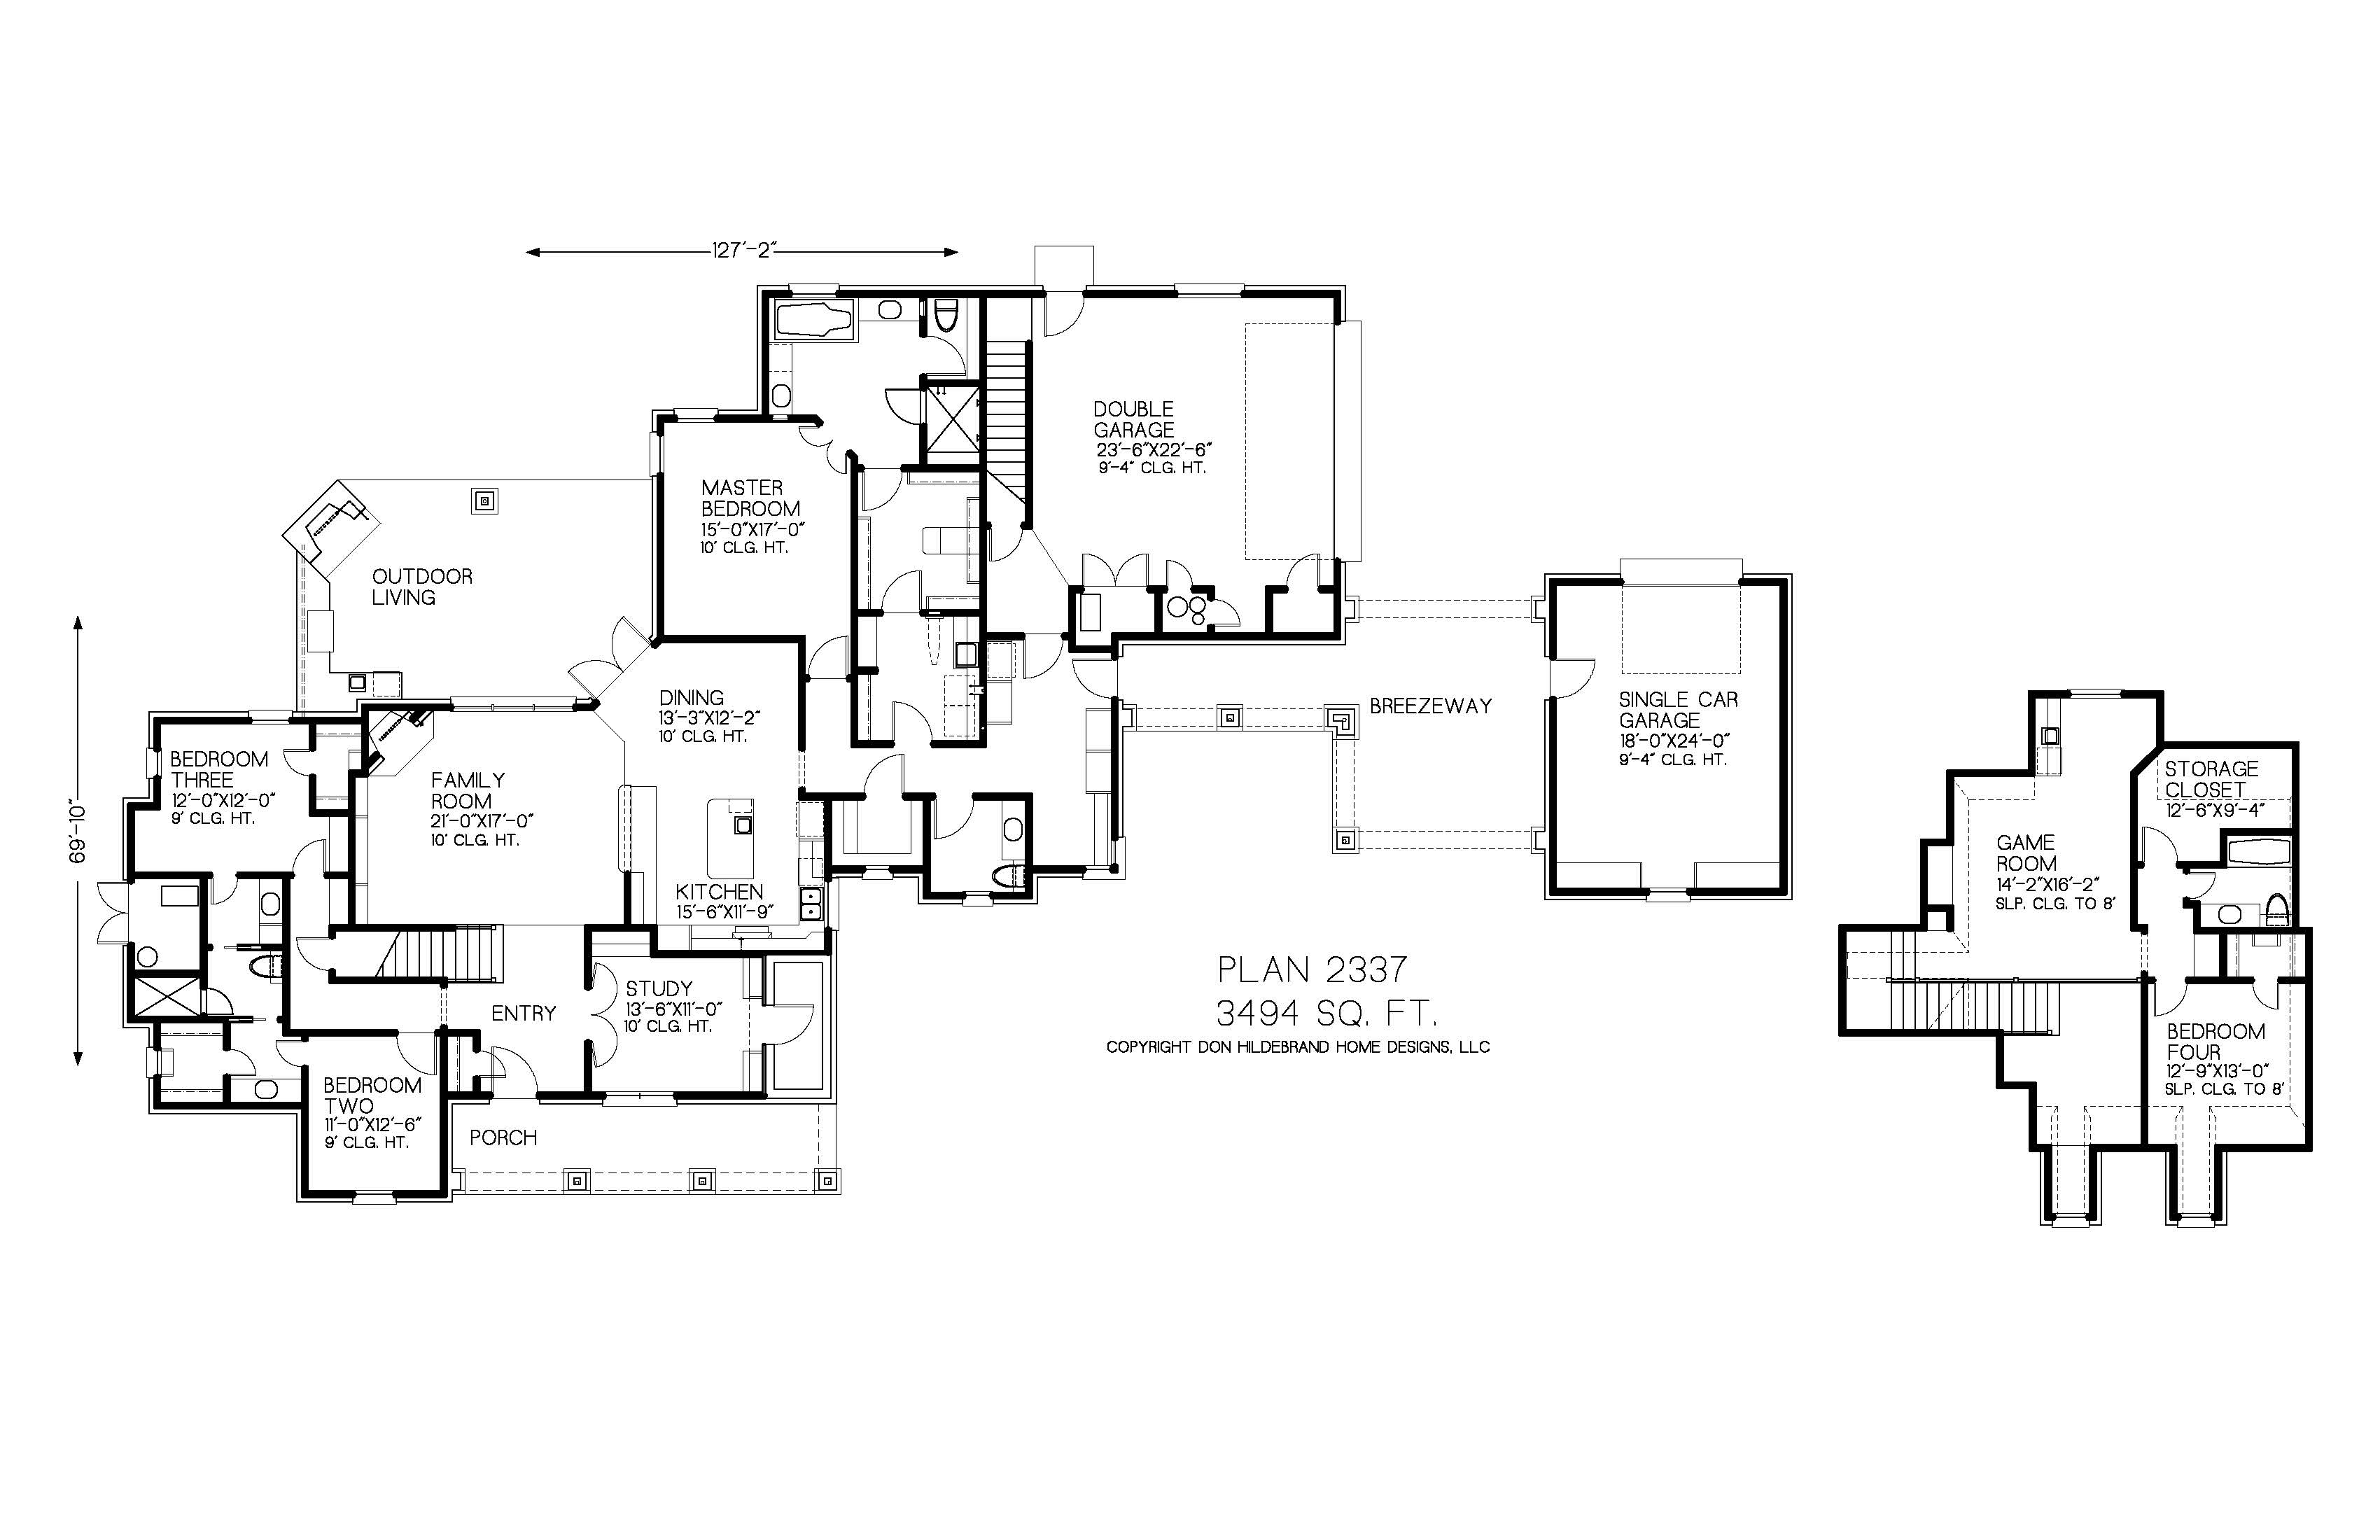 127'-2"
DOUBLE
GARAGE
23'-6"X22'-6"
9'-4" CLG. HT.
MASTER
BEDROOM
15'-0"X17'-0"
10' CLG. HT.
OUTDOOR
LIVING
DINING
13'-3"X12'-2"
10' CLG. HT.
BREEZEWAY
SINGLE CAR
GARAGE
18'-0"X24'-0"
9'-4" CLG. HT.
BEDROOM
THREE
12'-0"X12'-0"
9' CLG. HT.
FAMILY
ROOM
21'-0"X17'-0"
10' CLG. HT.
69'-10"
KITCHEN
15'-6"X11'-9"
STORAGE
CLOSET
12'-6"X9'-4"
GAME
ROOM
14'-2"X16'-2"
SLP. CLG. TO 8'
STUDY
13'-6"X11'-0"
10' CLG. HT.
ENTRY
PLAN 2337
3494 SQ. FT.
COPYRIGHT DON HILDEBRAND HOME DESIGNS, LLC
BEDROOM
TWO
11'-0"X12'-6"
9' CLG. HT.
BEDROOM
FOUR
12'-9"X13'-0"
SLP. CLG. TO 8'
PORCH